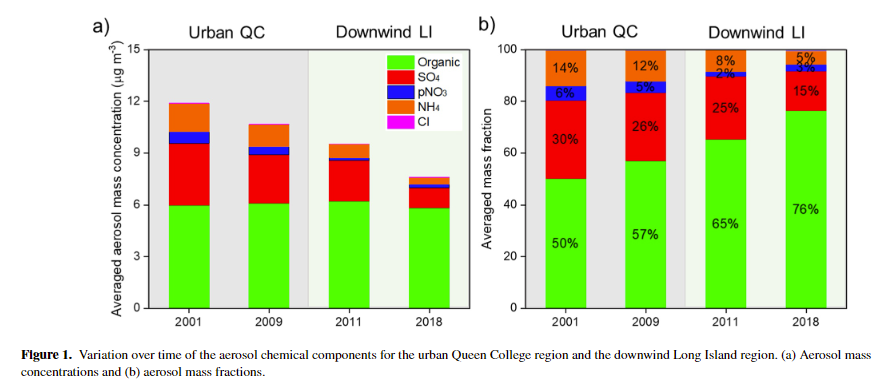 a)
Urban QC Downwind LI
Averaged aerosol mass concentration (µg m⁻³)
15
12
9
6
3
0
Organic
SO₄
pNO₃
NH₄
Cl
2001 2009 2011 2018
b)
Urban QC Downwind LI
Averaged mass fraction
100
80
60
40
20
0
14% 12% 8% 5%
6% 5% 2% 3%
30% 26% 25% 15%
50% 57% 65% 76%
2001 2009 2011 2018
Figure 1. Variation over time of the aerosol chemical components for the urban Queen College region and the downwind Long Island region. (a) Aerosol mass
concentrations and (b) aerosol mass fractions.